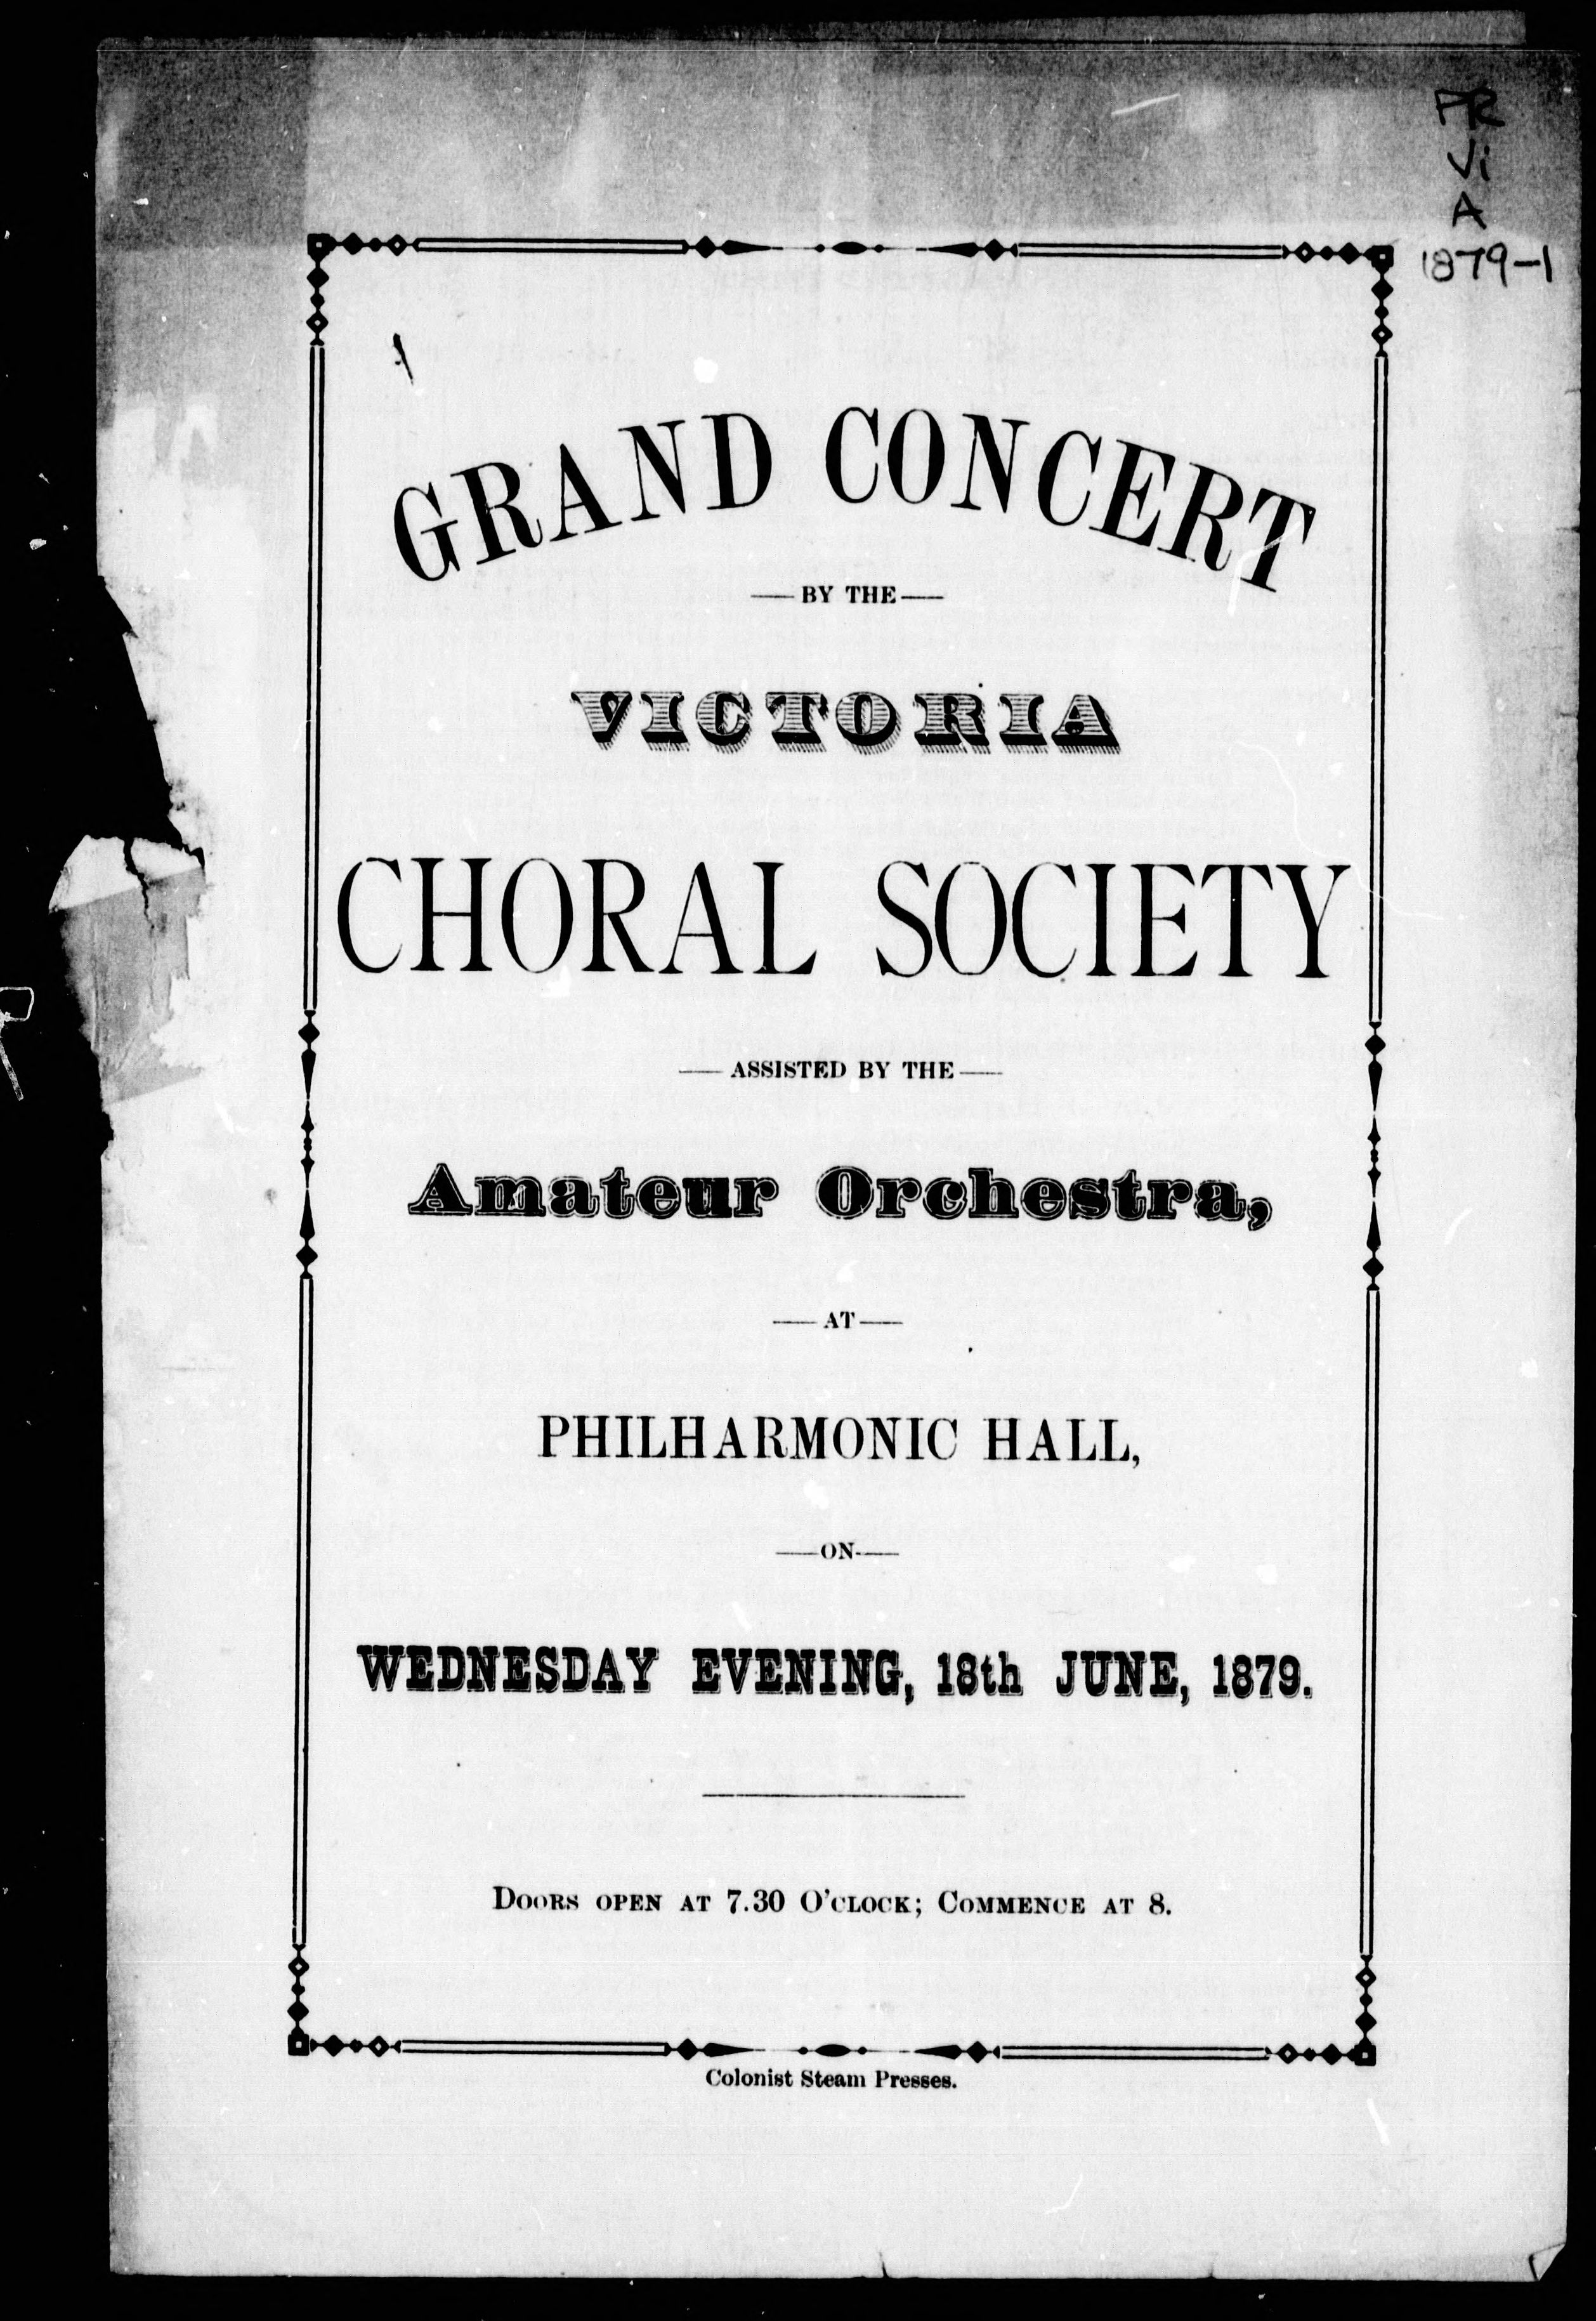 PR
Vi
A
1879-1
GRAND CONCERT
—BY THE—
VICTORIA
CHORAL SOCIETY
—ASSISTED BY THE—
Amateur Orchestra,
—AT—
PHILHARMONIC HALL,
—ON—
WEDNESDAY EVENING, 18th JUNE, 1879.
DOORS OPEN AT 7.30 O'CLOCK; COMMENCE AT 8.
Colonist Steam Presses.